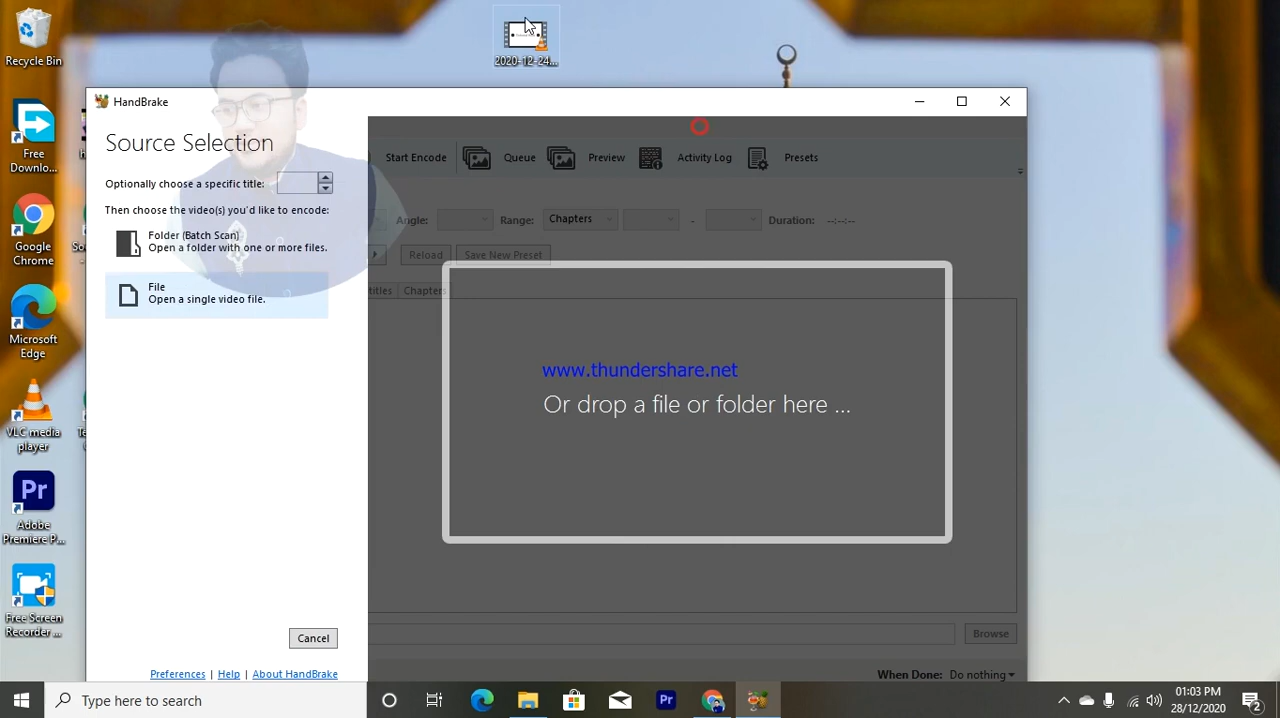 Recycle Bin
2020-12-24...
Free
Downlo...
Google
Chrome
Microsoft
Edge
VLC media
player
Pr
Adobe
Premiere P...
Free Screen
Recorder ...
HandBrake
Source Selection
Optionally choose a specific title:
Then choose the video(s) you'd like to encode:
Folder (Batch Scan)
Open a folder with one or more files.
File
Open a single video file.
Cancel
Preferences | Help | About HandBrake
Start Encode
Queue
Preview
Activity Log
Presets
Angle:
Range:
Chapters
-
Duration:
--:--:--
Reload
Save New Preset
Chapters
www.thundershare.net
Or drop a file or folder here ...
Browse
When Done: Do nothing
Type here to search
Pr
01:03 PM
28/12/2020
2